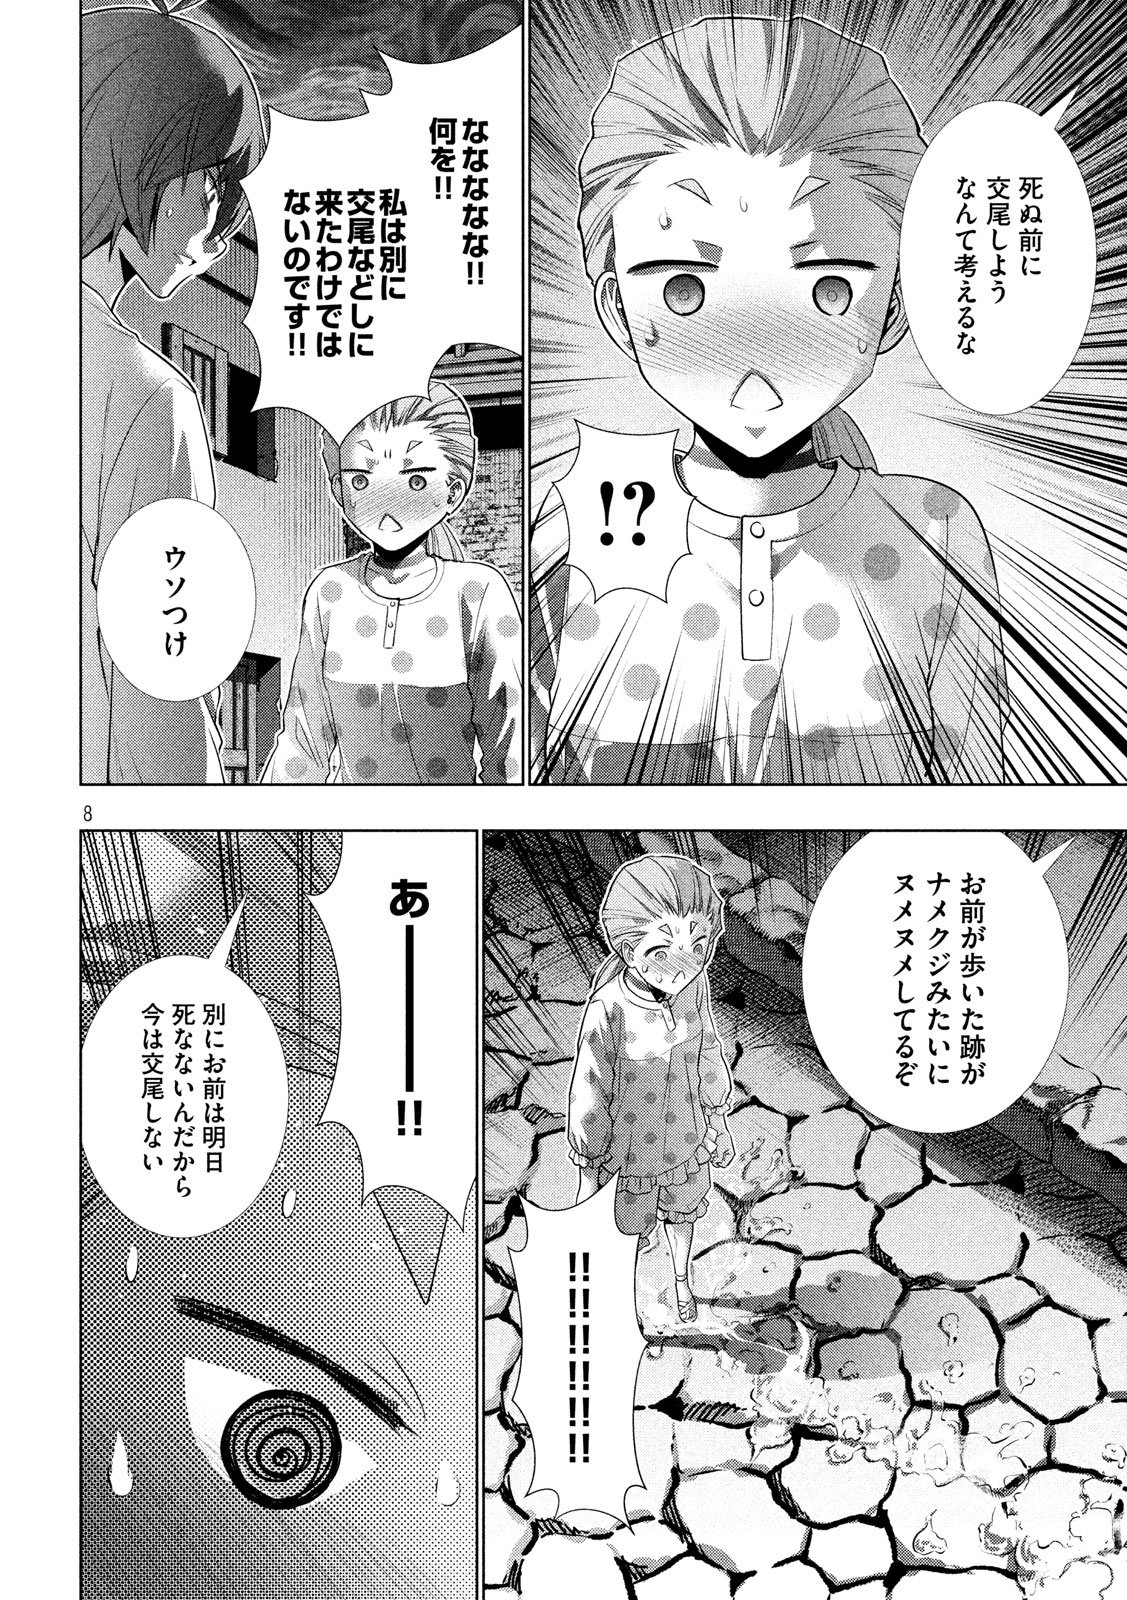 死ぬ前に
交尾しよう
なんて考えるな
!?
なななななな!!
何を!!
私は別に
交尾などしに
来たわけでは
ないのです!!
ウソつけ
8
お前が歩いた跡が
ナメクジみたいに
ヌメヌメしてるぞ
!!!!!!!!!!!!!!
あーーー!!
別にお前は明日
死なないんだから
今は交尾しない